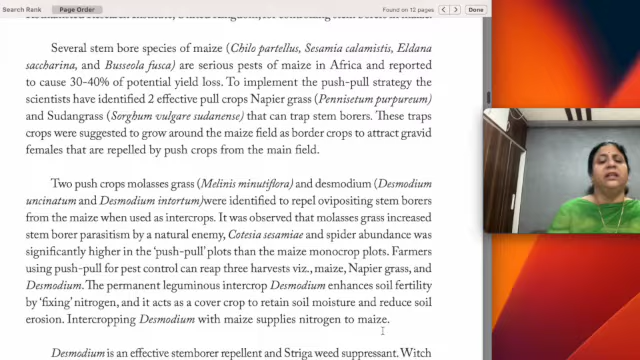 Search Rank Page Order Found on 12 pages Done
Several stem bore species of maize (Chilo partellus, Sesamia calamistis, Eldana
saccharina, and Busseola fusca) are serious pests of maize in Africa and reported
to cause 30-40% of potential yield loss. To implement the push-pull strategy the
scientists have identified 2 effective pull crops Napier grass (Pennisetum purpureum)
and Sudangrass (Sorghum vulgare sudanense) that can trap stem borers. These traps
crops were suggested to grow around the maize field as border crops to attract gravid
females that are repelled by push crops from the main field.
Two push crops molasses grass (Melinis minutiflora) and desmodium (Desmodium
uncinatum and Desmodium intortum)were identified to repel ovipositing stem borers
from the maize when used as intercrops. It was observed that molasses grass increased
stem borer parasitism by a natural enemy, Cotesia sesamiae and spider abundance was
significantly higher in the 'push-pull' plots than the maize monocrop plots. Farmers
using push-pull for pest control can reap three harvests viz., maize, Napier grass, and
Desmodium. The permanent leguminous intercrop Desmodium enhances soil fertility
by 'fixing' nitrogen, and it acts as a cover crop to retain soil moisture and reduce soil
erosion. Intercropping Desmodium with maize supplies nitrogen to maize.
Desmodium is an effective stemborer repellent and Striga weed suppressant. Witch